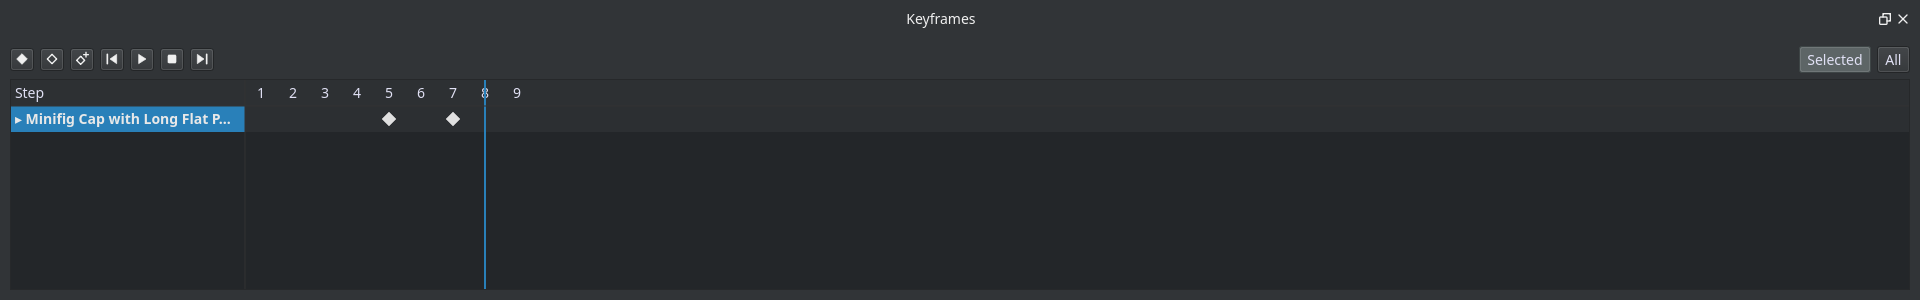 Keyframes
Selected All
Step 1 2 3 4 5 6 7 8 9
Minifig Cap with Long Flat P...